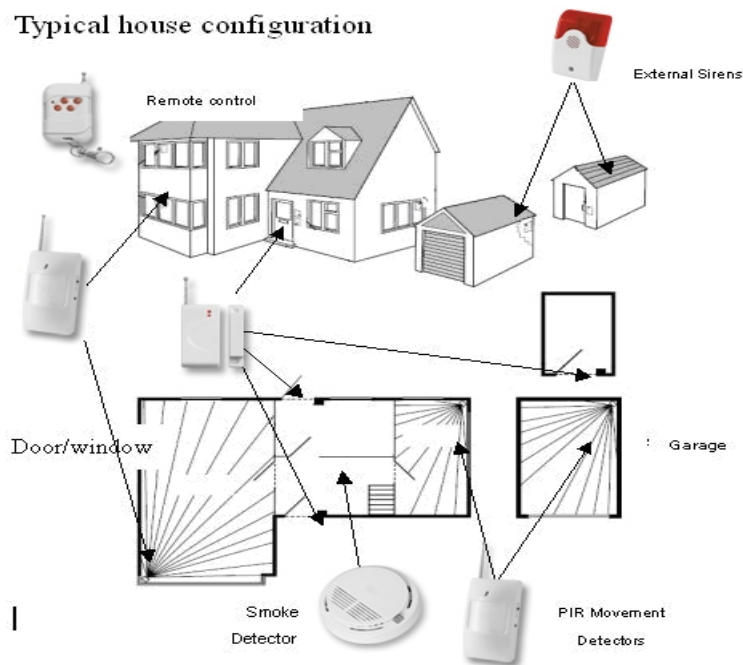 Typical house configuration
External Sirens
Remote control
Door/window
: Garage
Smoke
Detector
PIR Movement
Detectors